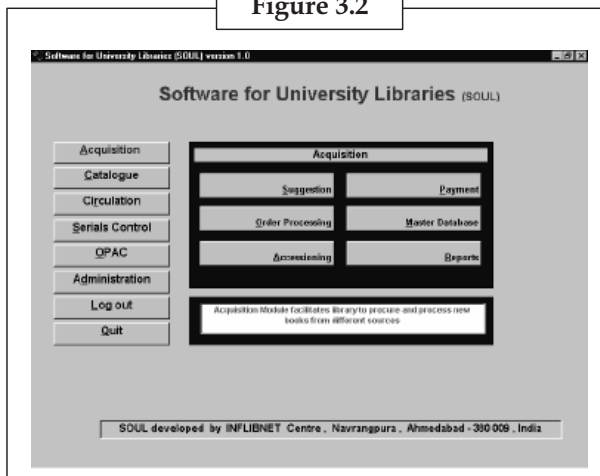 Figure 3.2
Software for University Libraries (SOUL) version 1.0
Software for University Libraries (SOUL)
Acquisition
Catalogue
Circulation
Serials Control
OPAC
Administration
Log out
Quit
Acquisition
Suggestion
Payment
Order Processing
Master Database
Accessioning
Reports
Acquisition Module facilitates library to procure and process new
books from different sources
SOUL developed by INFLIBNET Centre, Navrangpura, Ahmedabad - 380 009, India